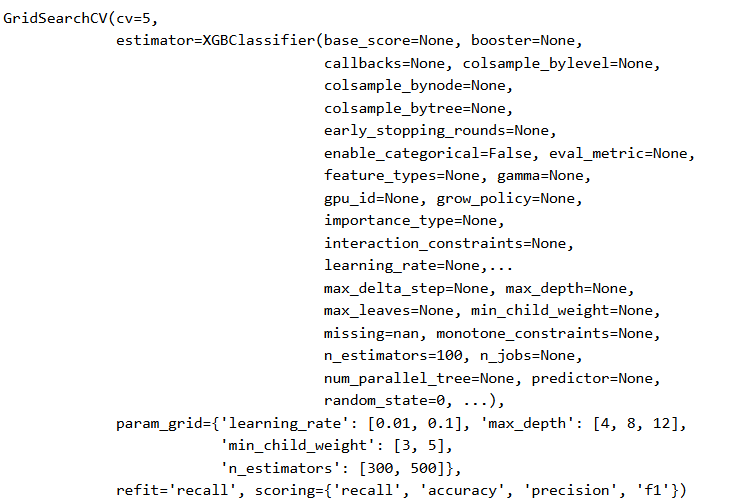 GridSearchCV(cv=5,
estimator=XGBClassifier(base_score=None, booster=None,
callbacks=None, colsample_bylevel=None,
colsample_bynode=None,
colsample_bytree=None,
early_stopping_rounds=None,
enable_categorical=False, eval_metric=None,
feature_types=None, gamma=None,
gpu_id=None, grow_policy=None,
importance_type=None,
interaction_constraints=None,
learning_rate=None,...
max_delta_step=None, max_depth=None,
max_leaves=None, min_child_weight=None,
missing=nan, monotone_constraints=None,
n_estimators=100, n_jobs=None,
num_parallel_tree=None, predictor=None,
random_state=0, ...),
param_grid={'learning_rate': [0.01, 0.1], 'max_depth': [4, 8, 12],
'min_child_weight': [3, 5],
'n_estimators': [300, 500]},
refit='recall', scoring={'recall', 'accuracy', 'precision', 'f1'})